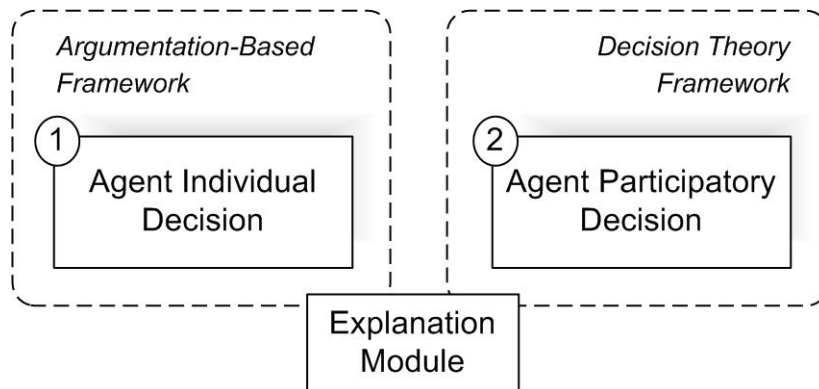 Argumentation-Based
Framework
1
Agent Individual
Decision
Decision Theory
Framework
2
Agent Participatory
Decision
Explanation
Module